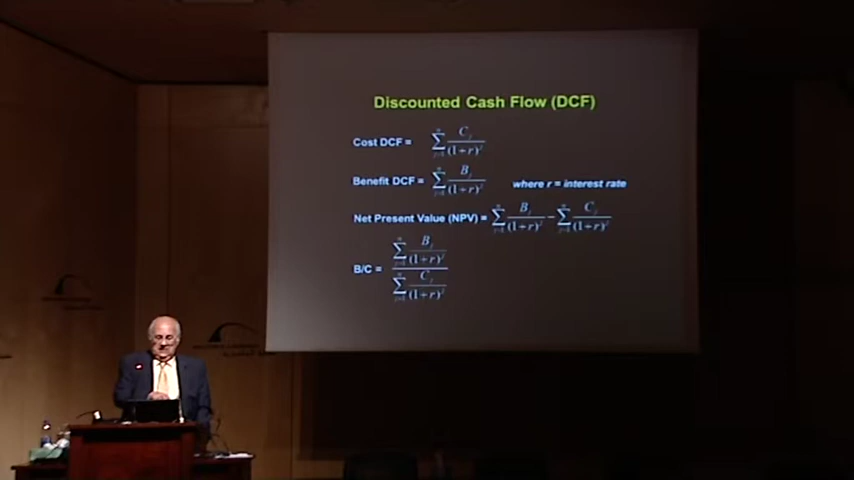 Discounted Cash Flow (DCF)
Cost DCF = ∑ C_j / (1+r)^j
Benefit DCF = ∑ B_j / (1+r)^j where r = interest rate
Net Present Value (NPV) = ∑ B_j / (1+r)^j − ∑ C_j / (1+r)^j
B/C = ∑ B_j / (1+r)^j / ∑ C_j / (1+r)^j